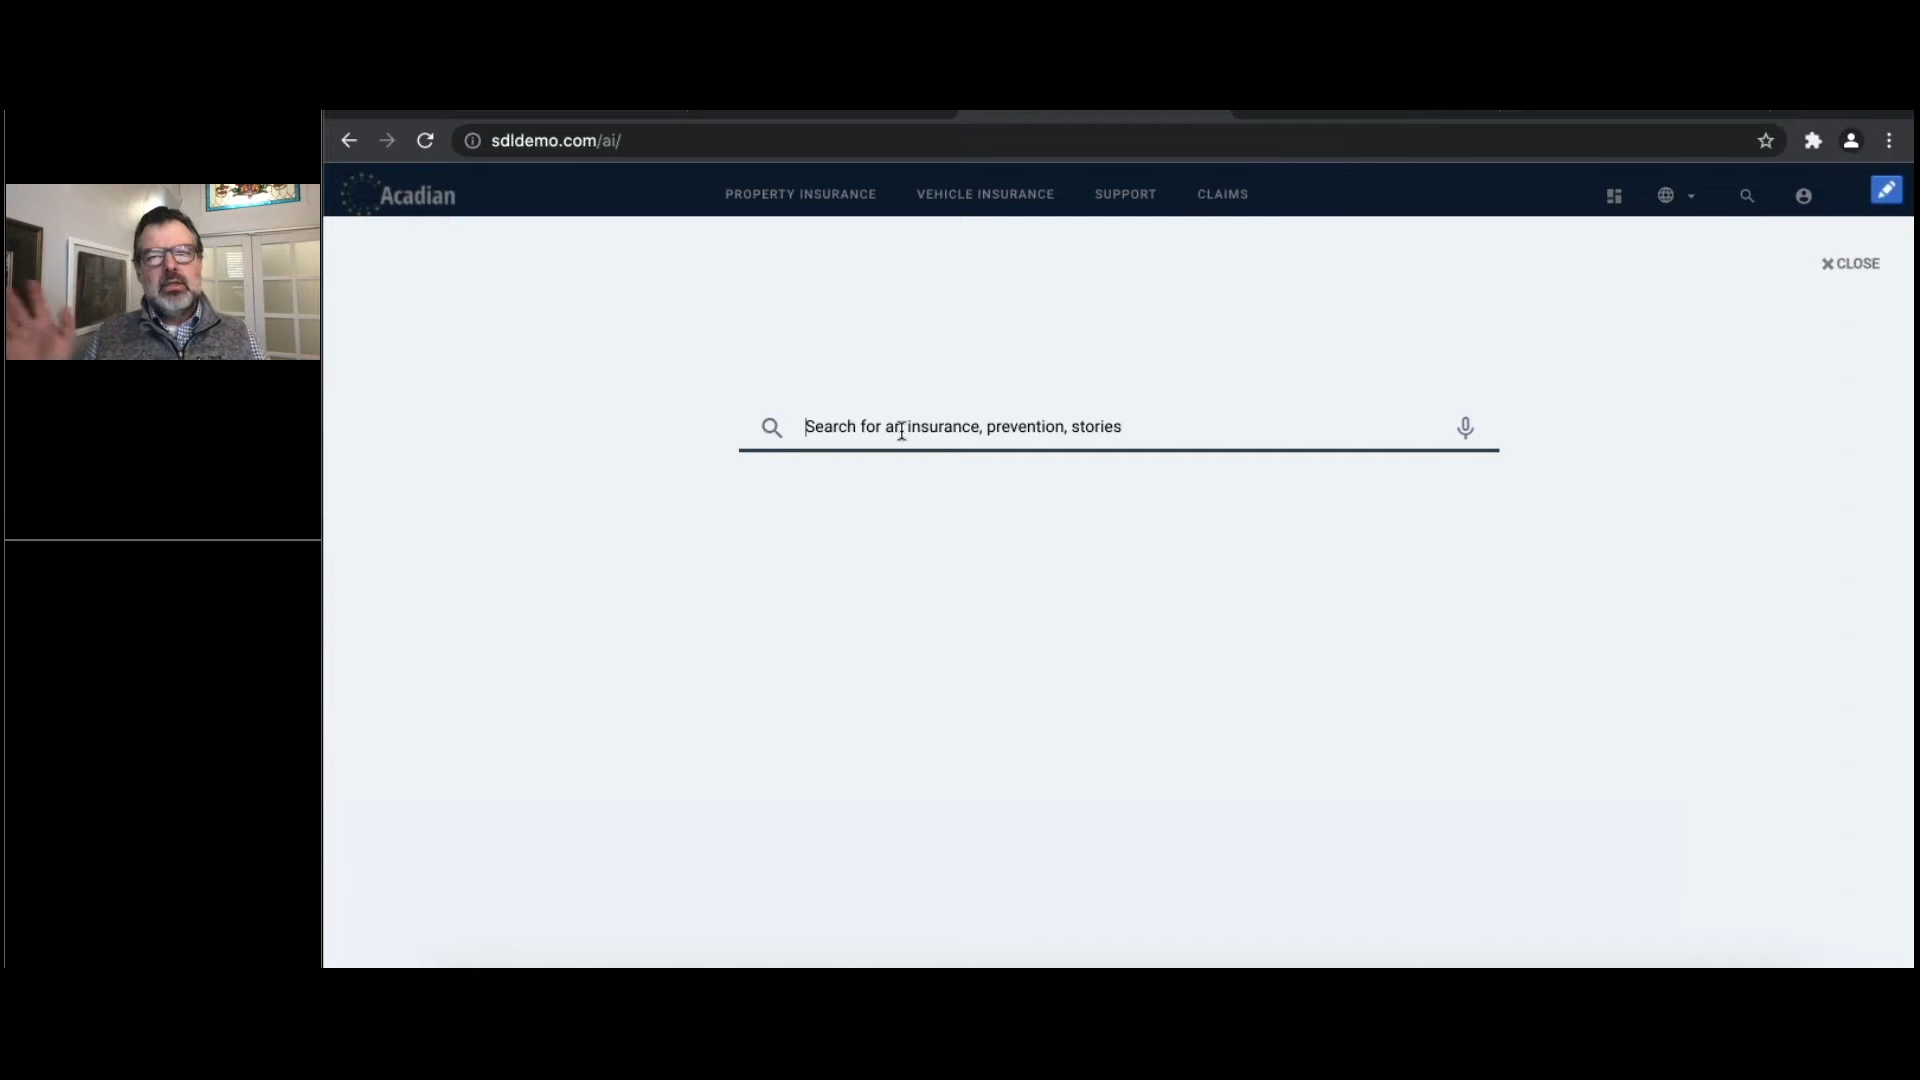 sdldemo.com/ai/
Acadian
PROPERTY INSURANCE
VEHICLE INSURANCE
SUPPORT
CLAIMS
CLOSE
Search for an insurance, prevention, stories